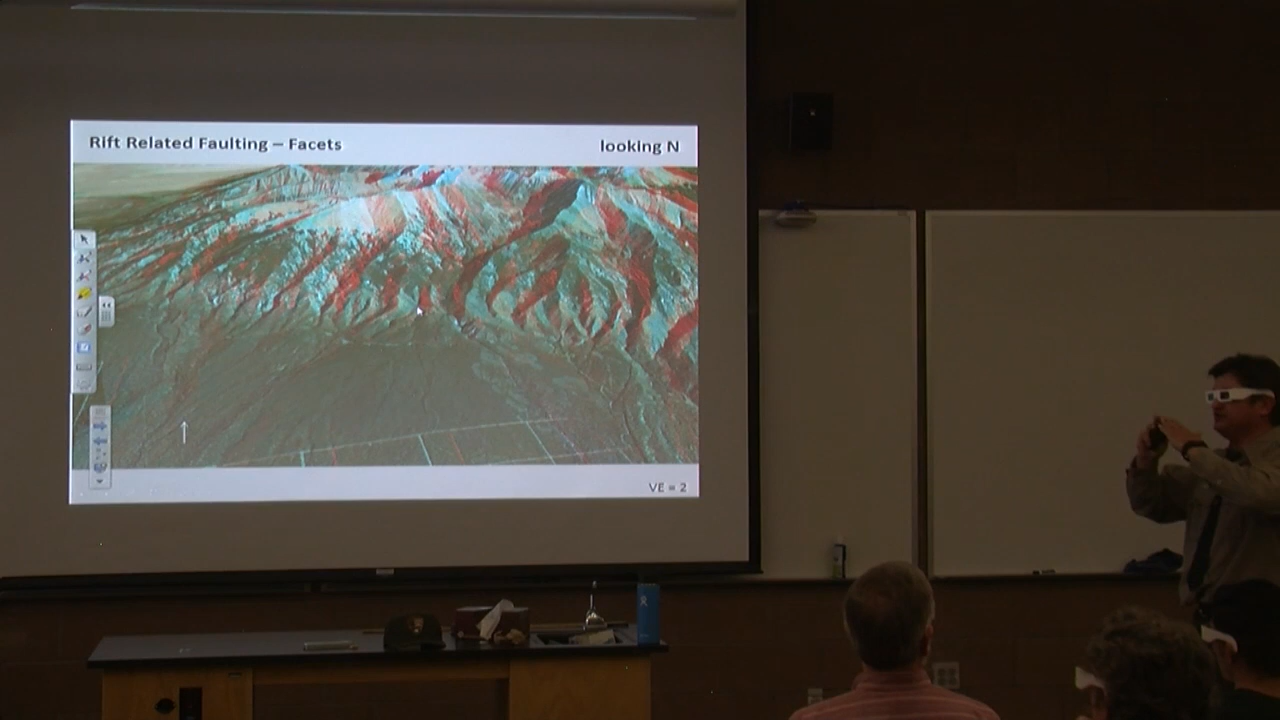 Rift Related Faulting – Facets
looking N
VE = 2